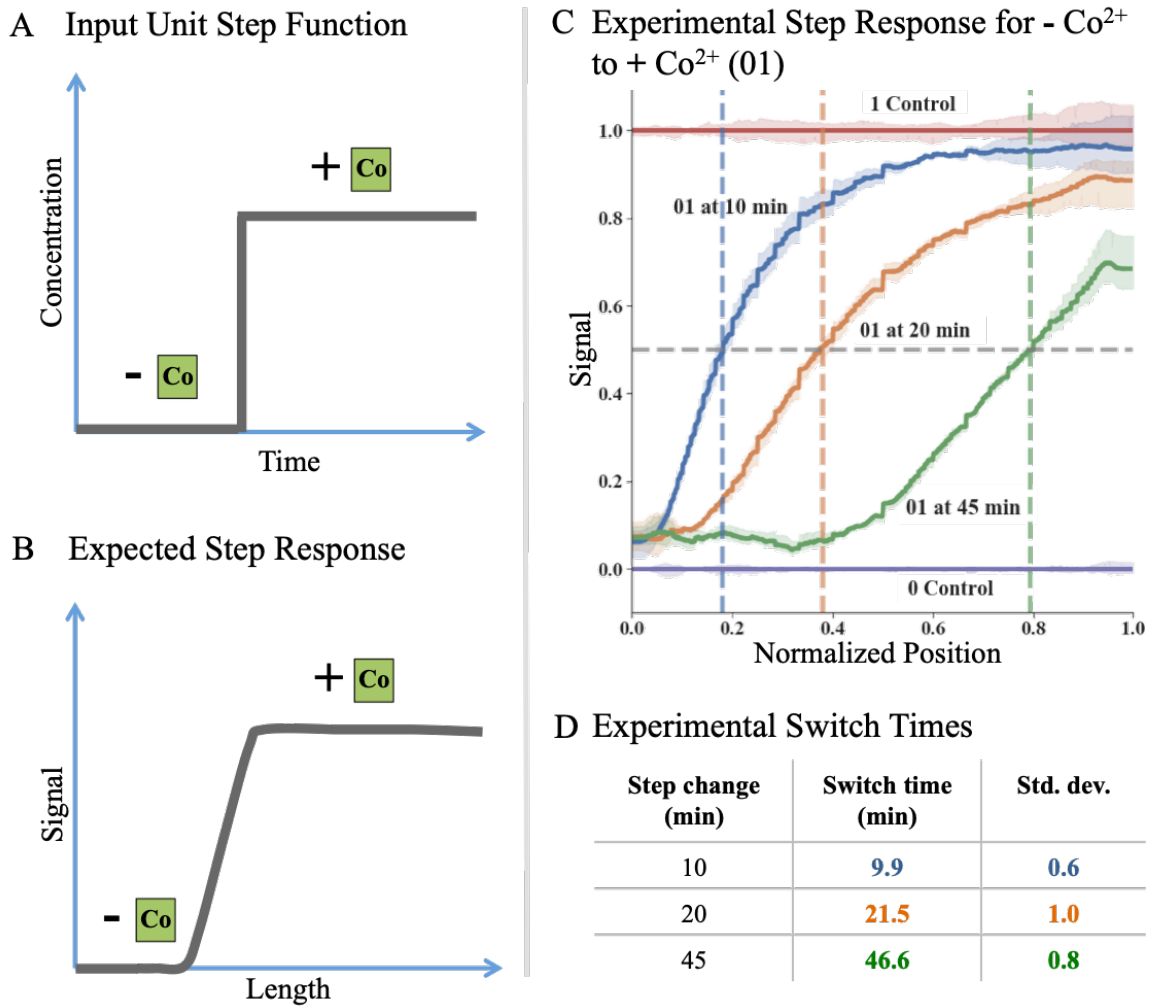 A Input Unit Step Function
Concentration
+ Co
- Co
Time
B Expected Step Response
Signal
+ Co
- Co
Length
C Experimental Step Response for - Co²⁺
to + Co²⁺ (01)
1 Control
01 at 10 min
01 at 20 min
01 at 45 min
0 Control
Signal
1.0
0.8
0.6
0.4
0.2
0.0
0.0 0.2 0.4 0.6 0.8 1.0
Normalized Position
D Experimental Switch Times
Step change Switch time Std. dev.
(min) (min)
10 9.9 0.6
20 21.5 1.0
45 46.6 0.8